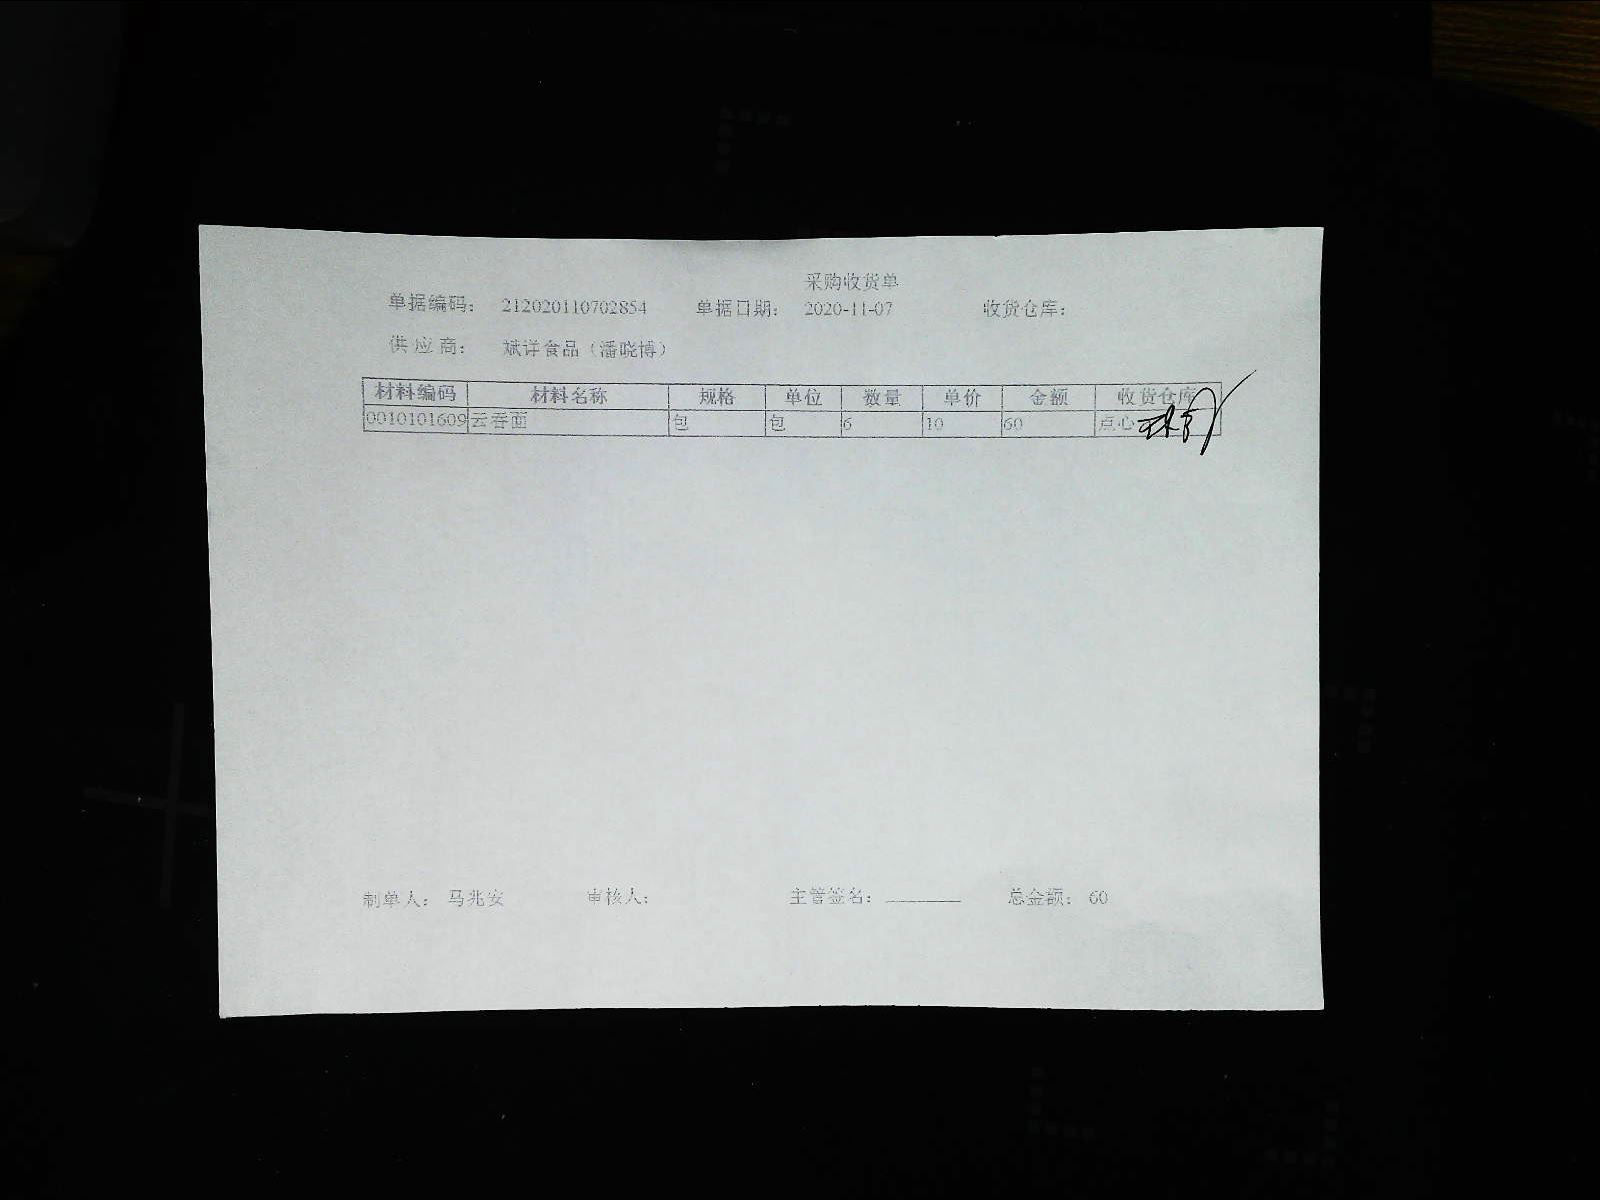 采购收货单
单据编码: 212020110702854 单据日期: 2020-11-07 收货仓库:
供应商: 斌详食品（潘晓博）
材料编码 材料名称 规格 单位 数量 单价 金额 收货仓库
0010101609 云吞面 包 包 6 10 60 点心
制单人: 马兆安 审核人: 主管签名: 总金额: 60